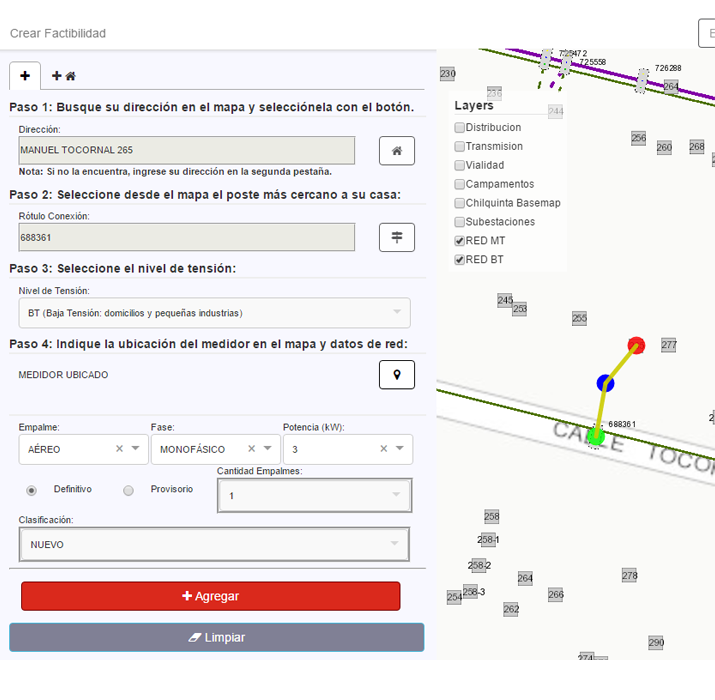 Crear Factibilidad
E
+
+
Paso 1: Busque su dirección en el mapa y selecciónela con el botón.
Dirección:
MANUEL TOCORNAL 265
Nota: Si no la encuentra, ingrese su dirección en la segunda pestaña.
Paso 2: Seleccione desde el mapa el poste más cercano a su casa:
Rótulo Conexión:
688361
Paso 3: Seleccione el nivel de tensión:
Nivel de Tensión:
BT (Baja Tensión: domicilios y pequeñas industrias)
Paso 4: Indique la ubicación del medidor en el mapa y datos de red:
MEDIDOR UBICADO
Empalme: Fase: Potencia (kW):
AÉREO × MONOFÁSICO × 3 ×
Definitivo Provisorio
Cantidad Empalmes:
1
Clasificación:
NUEVO
+ Agregar
Limpiar
725472
725558
726288
230
236
244
264
Layers
Distribucion
Transmision
Vialidad
Campamentos
Chilquinta Basemap
Subestaciones
RED MT
RED BT
256
260
268
245
253
255
277
688361
CALLE TOCOR
258
258-1
258-2
258-3
254
264
266
262
278
290
274